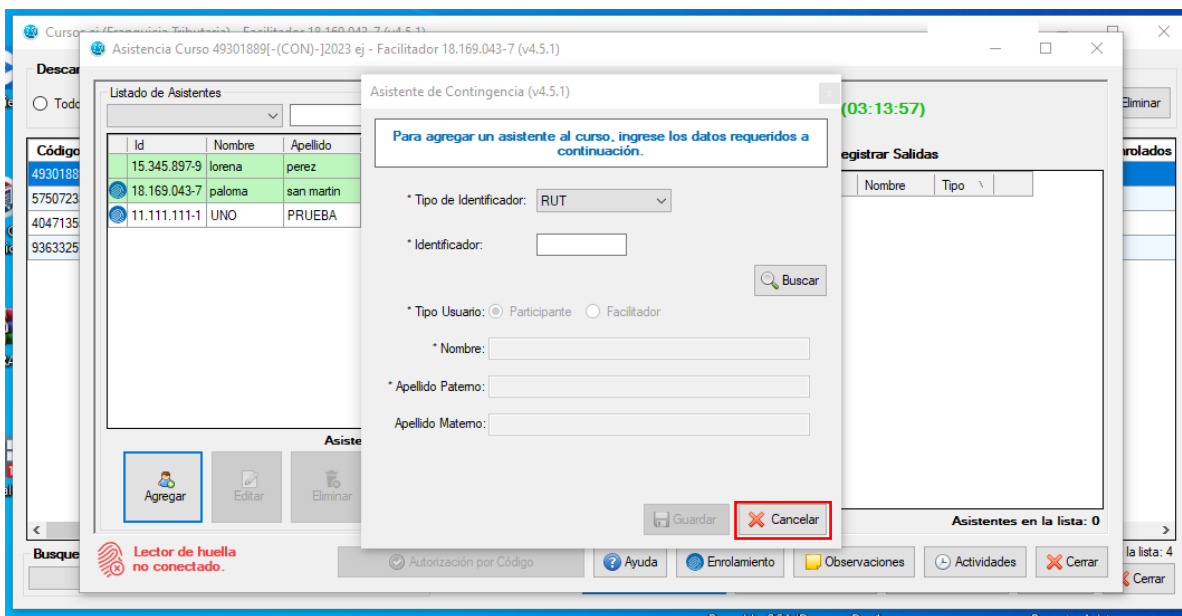 Asistencia Curso 49301889[-(CON)-]2023 ej - Facilitador 18.169.043-7 (v4.5.1)
Descar
Listado de Asistentes
Asistente de Contingencia (v4.5.1)
(03:13:57)
Eliminar
Para agregar un asistente al curso, ingrese los datos requeridos a
continuación.
Código
Id Nombre Apellido
egistrar Salidas
rolados
4930188
15.345.897-9 lorena perez
Nombre Tipo
5750723
18.169.043-7 paloma san martin
* Tipo de Identificador: RUT
4047135
11.111.111-1 UNO PRUEBA
9363325
* Identificador:
Buscar
* Tipo Usuario: Participante Facilitador
* Nombre:
* Apellido Paterno:
Apellido Materno:
Asiste
Agregar Editar Eliminar
Guardar Cancelar
Asistentes en la lista: 0
Busque
Lector de huella
no conectado.
Autorización por Código Ayuda Enrolamiento Observaciones Actividades Cerrar
la lista: 4
Cerrar